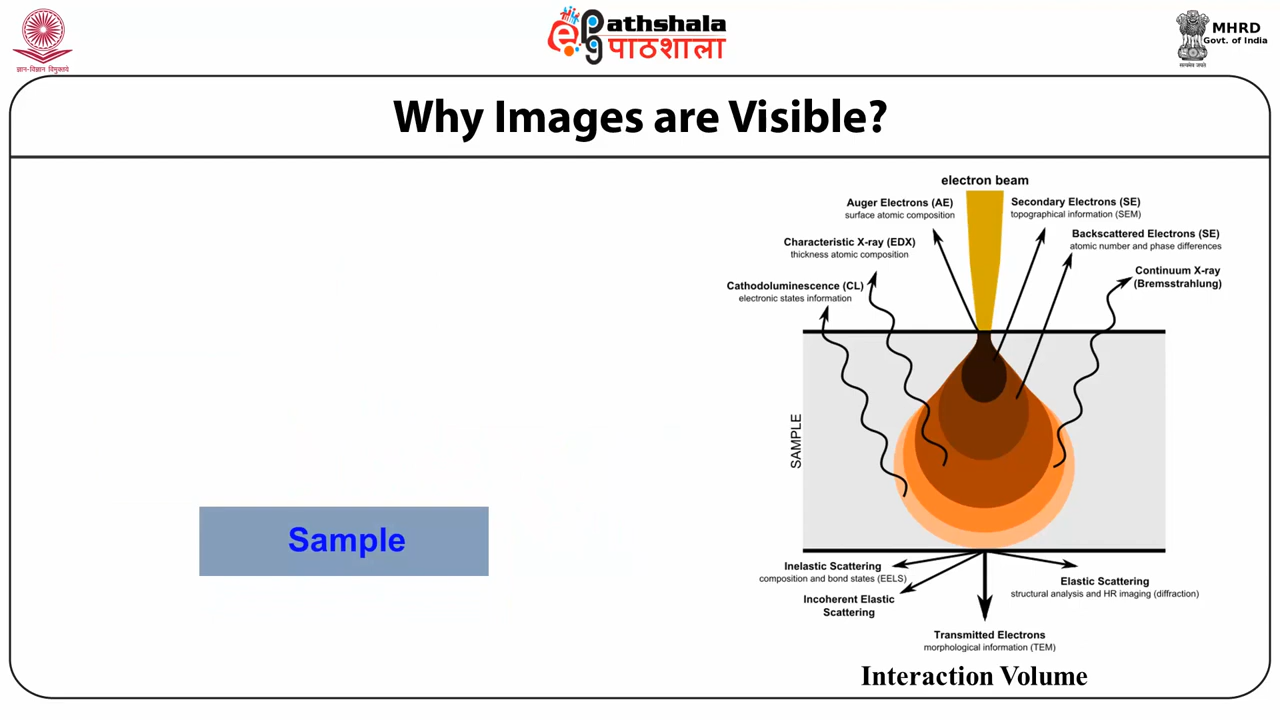 ज्ञान-विज्ञान विमुक्तये
ePg Pathshala
पाठशाला
MHRD
Govt. of India
सत्यमेव जयते
Why Images are Visible?
electron beam
Auger Electrons (AE)
surface atomic composition
Secondary Electrons (SE)
topographical information (SEM)
Characteristic X-ray (EDX)
thickness atomic composition
Backscattered Electrons (SE)
atomic number and phase differences
Cathodoluminescence (CL)
electronic states information
Continuum X-ray
(Bremsstrahlung)
SAMPLE
Sample
Inelastic Scattering
composition and bond states (EELS)
Incoherent Elastic
Scattering
Elastic Scattering
structural analysis and HR imaging (diffraction)
Transmitted Electrons
morphological information (TEM)
Interaction Volume